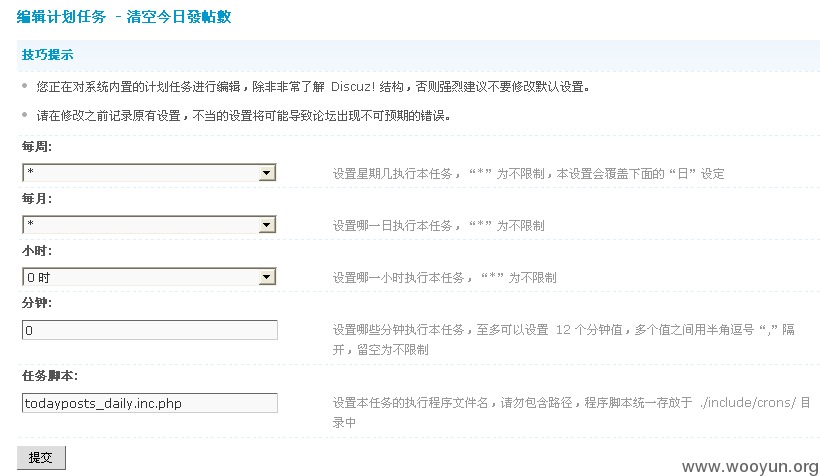 编辑计划任务 - 清空今日發帖數
技巧提示
您正在对系统内置的计划任务进行编辑，除非非常了解 Discuz! 结构，否则强烈建议不要修改默认设置。
请在修改之前记录原有设置，不当的设置将可能导致论坛出现不可预期的错误。
每周:
* 设置星期几执行本任务，“*”为不限制，本设置会覆盖下面的“日”设定
每月:
* 设置哪一日执行本任务，“*”为不限制
小时:
0 时 设置哪一小时执行本任务，“*”为不限制
分钟:
0 设置哪些分钟执行本任务，至多可以设置 12 个分钟值，多个值之间用半角逗号“,”隔
开，留空为不限制
任务脚本:
todayposts_daily.inc.php 设置本任务的执行程序文件名，请勿包含路径，程序脚本统一存放于 ./include/crons/ 目
录中
提交
www.wooyun.org